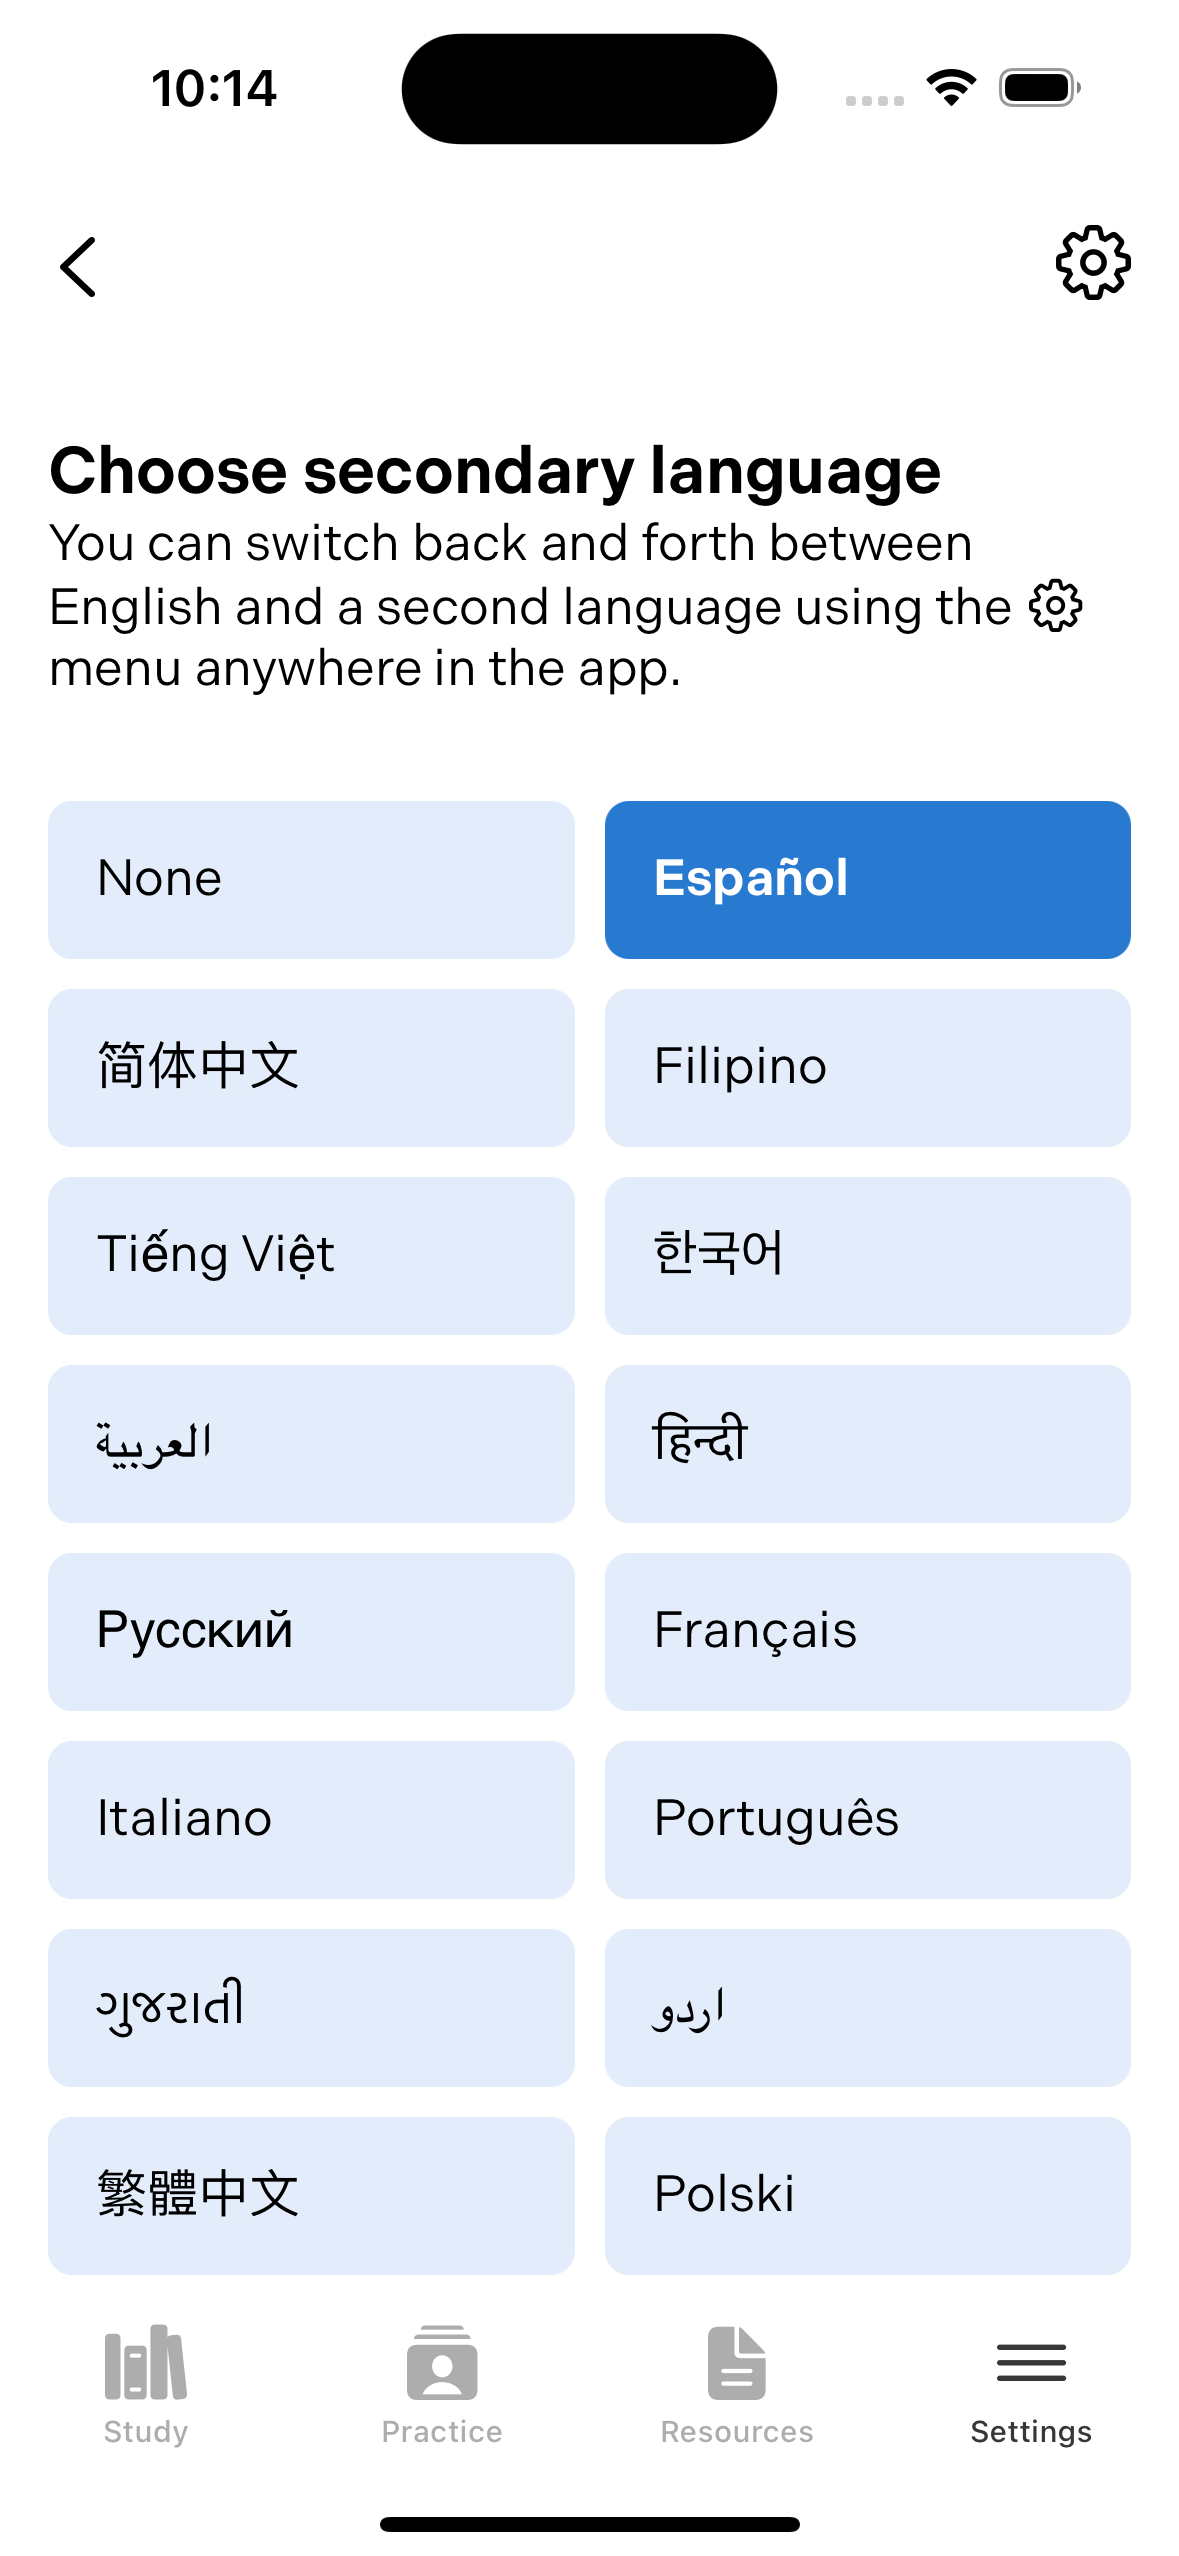 10:14
Choose secondary language
You can switch back and forth between
English and a second language using the
menu anywhere in the app.
None
Español
简体中文
Filipino
Tiếng Việt
한국어
العربية
हिन्दी
Русский
Français
Italiano
Português
ગુજરાતી
اردو
繁體中文
Polski
Study
Practice
Resources
Settings